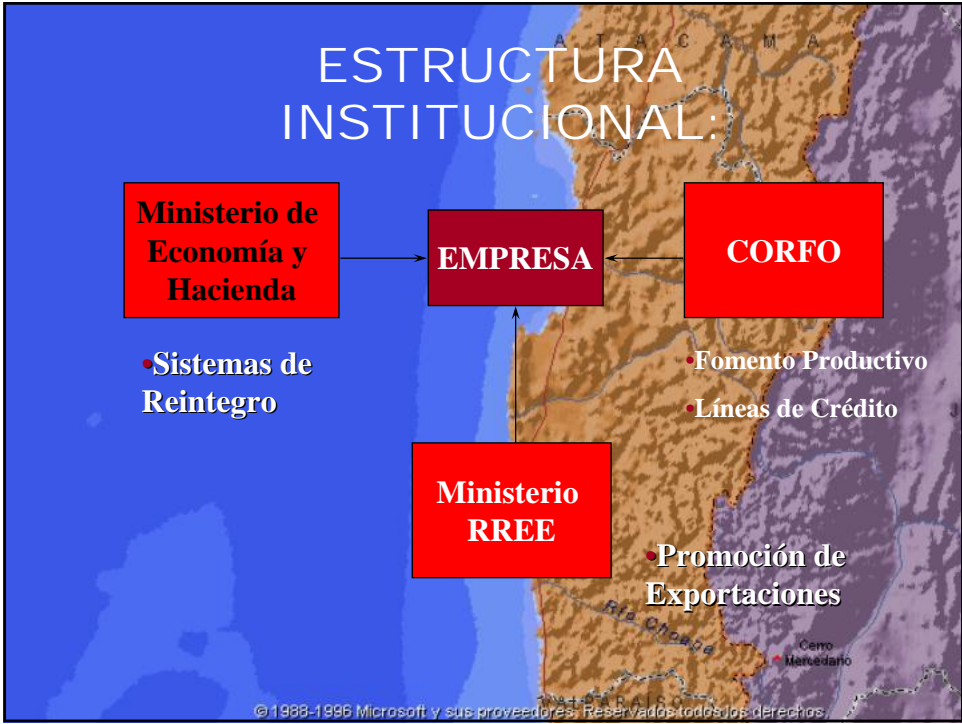 ATACAMA
ESTRUCTURA
INSTITUCIONAL:
Ministerio de
Economía y
Hacienda
EMPRESA
CORFO
•Sistemas de
Reintegro
•Fomento Productivo
•Líneas de Crédito
Ministerio
RREE
•Promoción de
Exportaciones
Río Choapa
Cerro
Mercedario
©1988-1996 Microsoft y sus proveedores. Reservados todos los derechos.